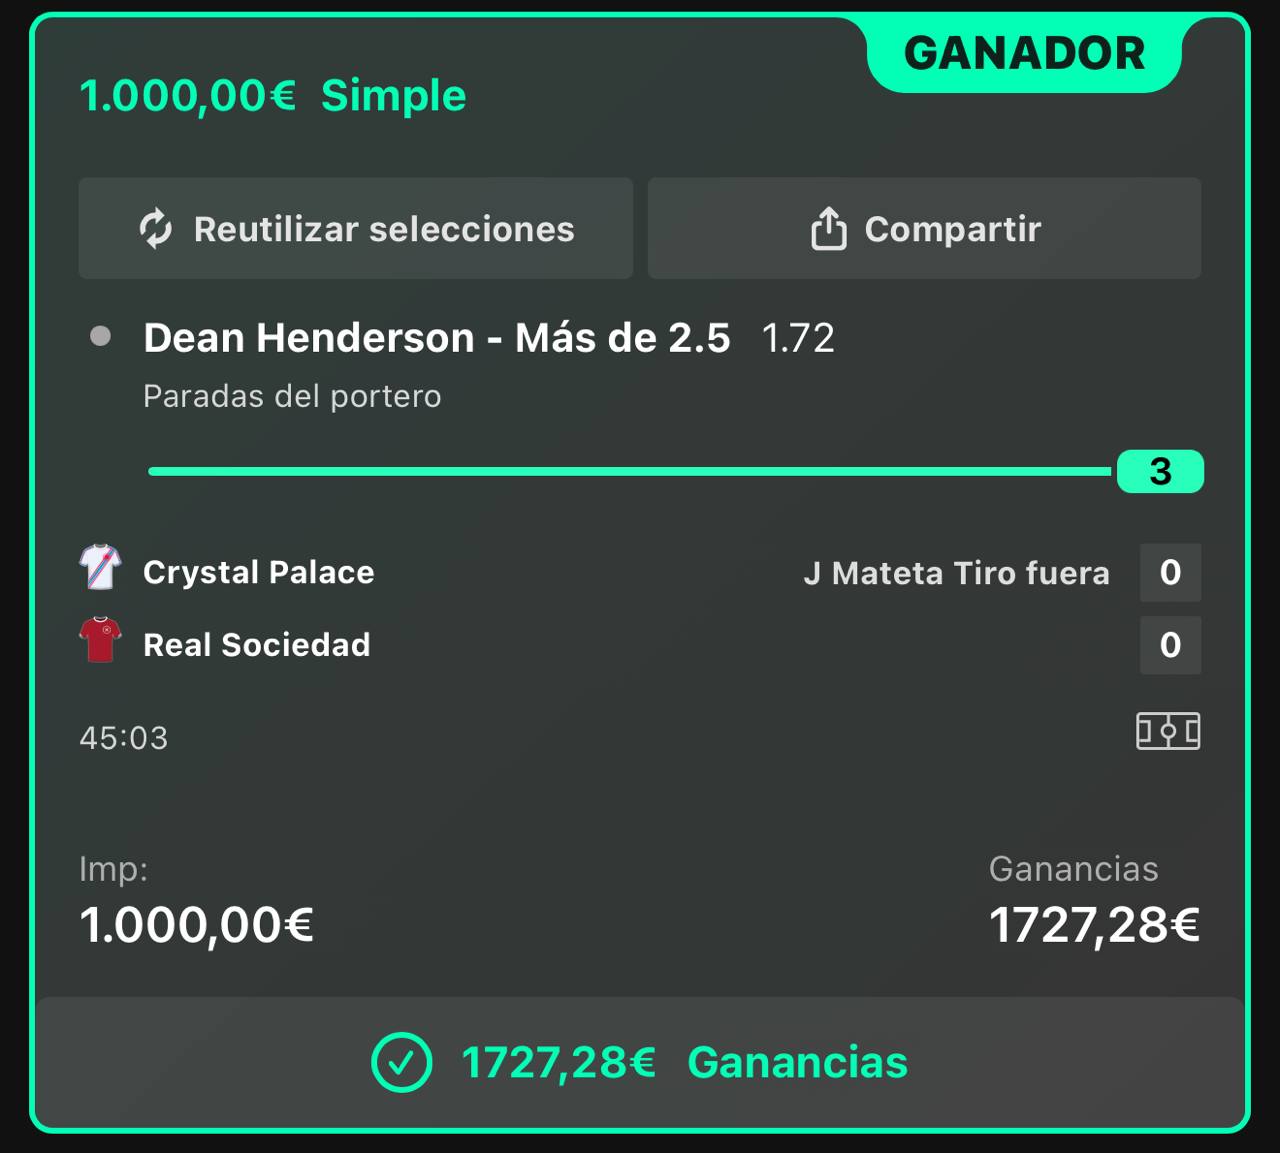 GANADOR
1.000,00€ Simple
Reutilizar selecciones
Compartir
Dean Henderson - Más de 2.5 1.72
Paradas del portero
3
Crystal Palace J Mateta Tiro fuera 0
Real Sociedad 0
45:03
Imp: Ganancias
1.000,00€ 1727,28€
1727,28€ Ganancias